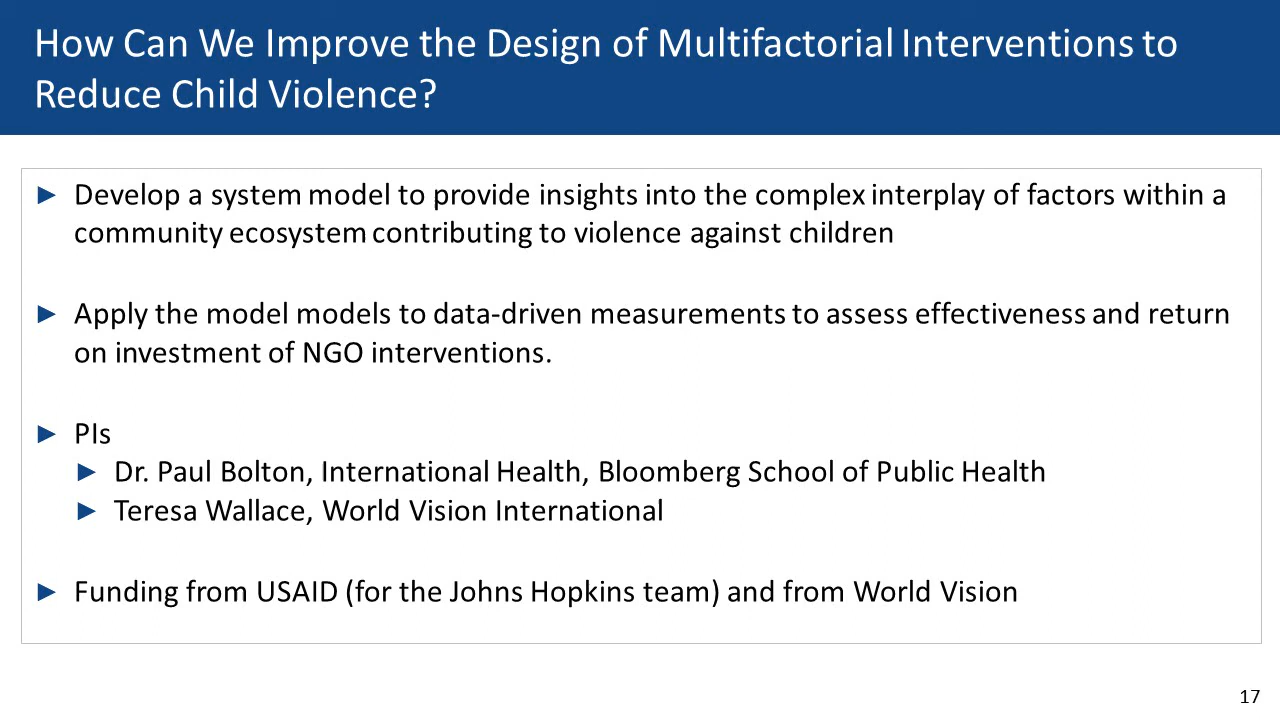 How Can We Improve the Design of Multifactorial Interventions to
Reduce Child Violence?
► Develop a system model to provide insights into the complex interplay of factors within a
community ecosystem contributing to violence against children
► Apply the model models to data-driven measurements to assess effectiveness and return
on investment of NGO interventions.
► PIs
► Dr. Paul Bolton, International Health, Bloomberg School of Public Health
► Teresa Wallace, World Vision International
► Funding from USAID (for the Johns Hopkins team) and from World Vision
17